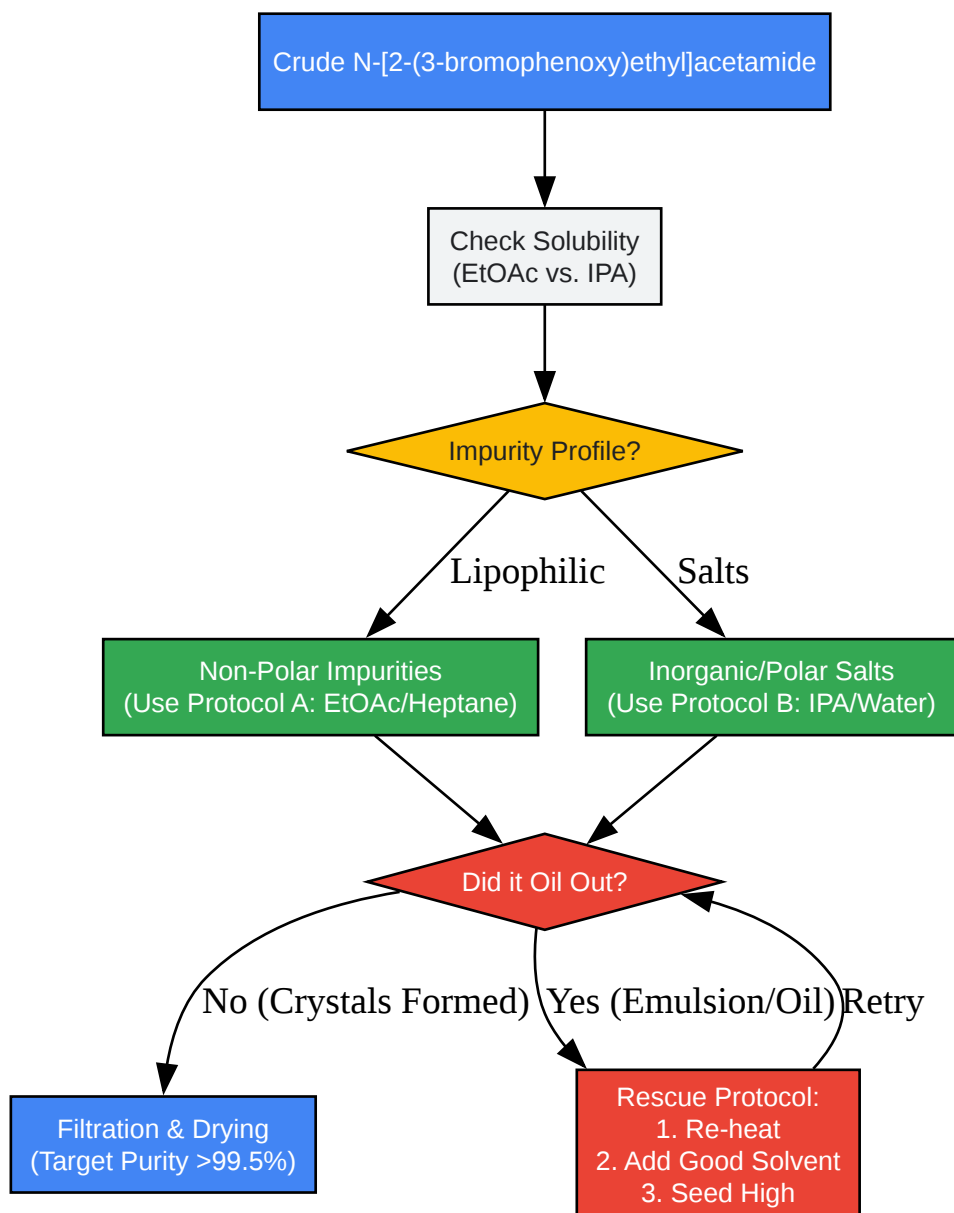 Crude N-[2-(3-bromophenoxy)ethyl]acetamide
Check Solubility
(EtOAc vs. IPA)
Impurity Profile?
Lipophilic
Salts
Non-Polar Impurities
(Use Protocol A: EtOAc/Heptane)
Inorganic/Polar Salts
(Use Protocol B: IPA/Water)
Did it Oil Out?
No (Crystals Formed)
Yes (Emulsion/Oil)
Retry
Filtration & Drying
(Target Purity >99.5%)
Rescue Protocol:
1. Re-heat
2. Add Good Solvent
3. Seed High